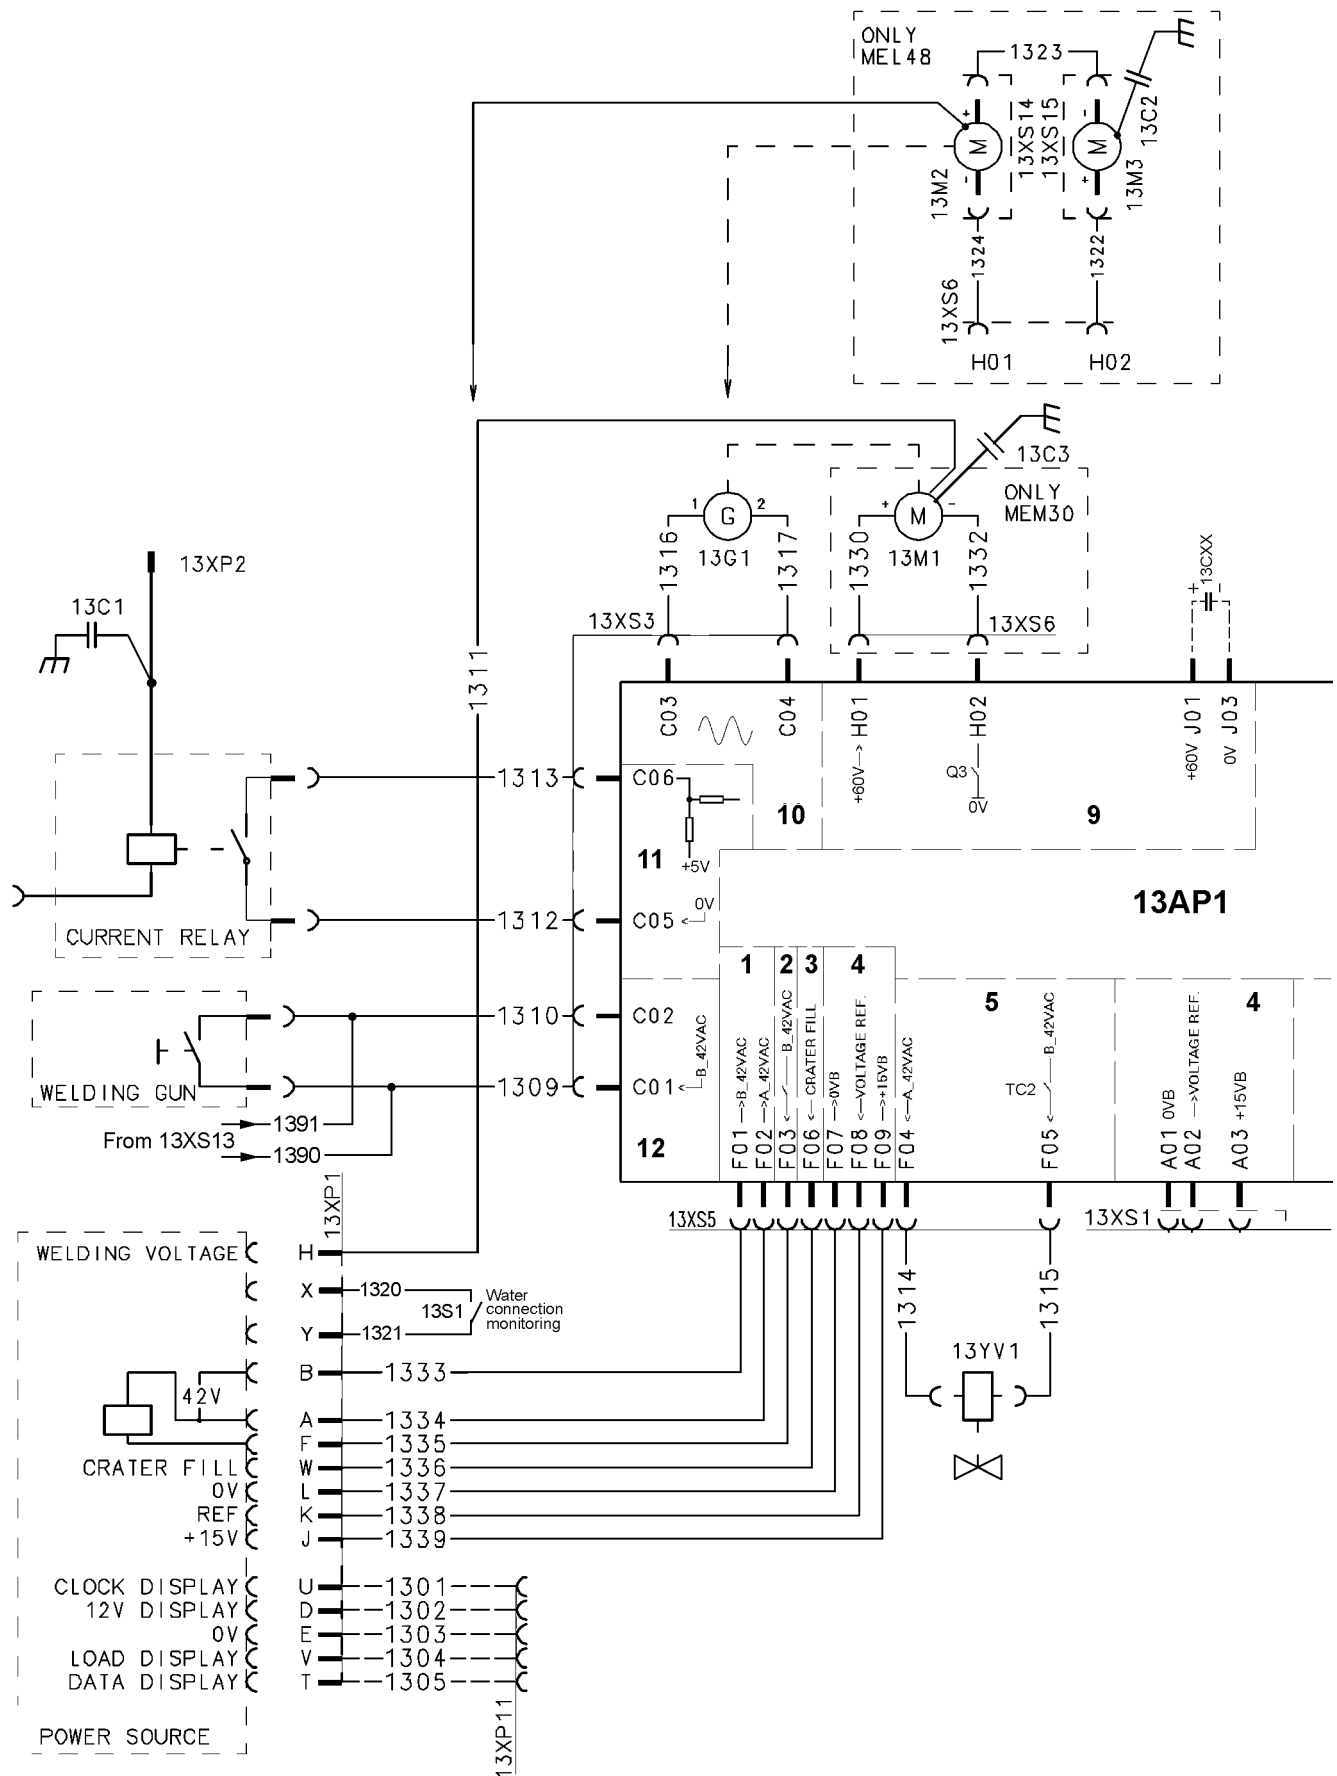 ONLY
MEL48
1323
13C2
13XS14
13XS15
+
-
M
M
-
+
13M2
13M3
1324
1322
13XS6
H01
H02
13C3
ONLY
MEM30
1
G
2
+
M
-
13G1
13M1
1316
1317
1330
1332
13XS3
13XS6
13XP2
13C1
1311
+
13CXX
-
C03
C04
+60V H01
H02
Q3
0V
+60V J01
0V J03
10
9
1313
C06
11
+5V
13AP1
1312
C05
0V
CURRENT RELAY
1
2
3
4
5
4
1310
C02
B_42VAC
1309
C01
WELDING GUN
1391
From 13XS13
1390
12
F01 B_42VAC
F02 A_42VAC
F03 B_42VAC
F06 CRATER FILL
F07 0VB
F08 VOLTAGE REF.
F09 +15VB
F04 A_42VAC
TC2
F05 B_42VAC
A01 0VB
A02 VOLTAGE REF.
A03 +15VB
13XP1
13XS5
13XS1
WELDING VOLTAGE H
X 1320
13S1
Water
connection
monitoring
Y 1321
1314
1315
13YV1
B 1333
42V
A 1334
F 1335
CRATER FILL W 1336
0V L 1337
REF K 1338
+15V J 1339
CLOCK DISPLAY U 1301
12V DISPLAY D 1302
0V E 1303
LOAD DISPLAY V 1304
DATA DISPLAY T 1305
13XP11
POWER SOURCE